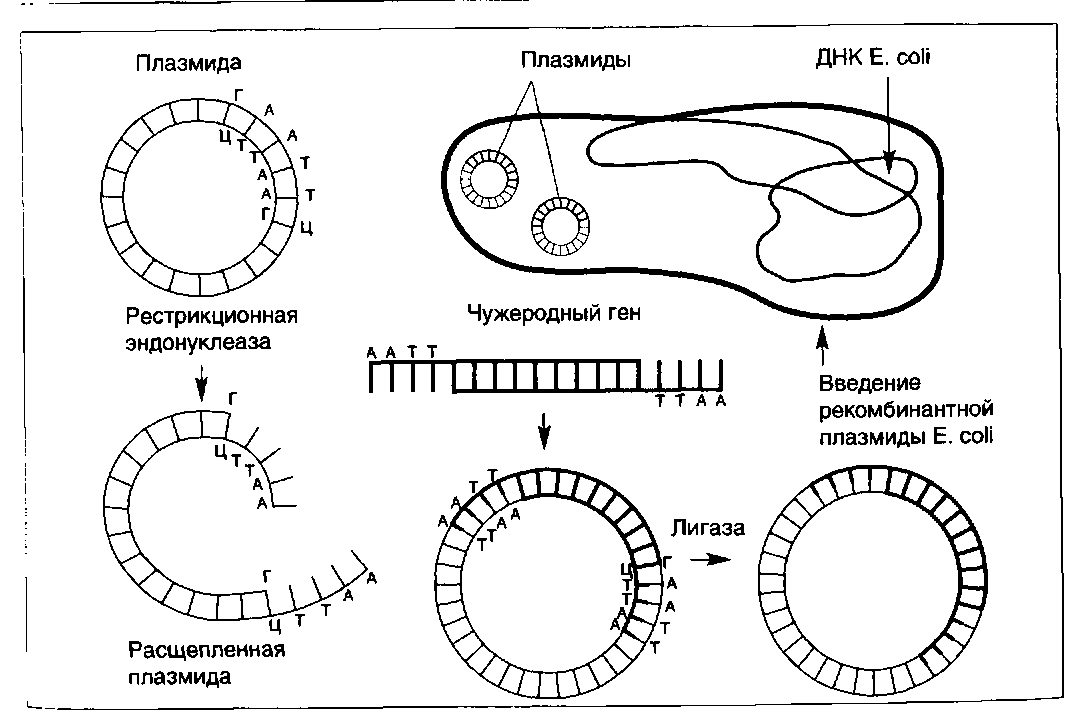 Плазмида
Плазмиды
ДНК E. coli
Г А А Т Т Ц
Ц Т Т А А Г
Рестрикционная
эндонуклеаза
Чужеродный ген
А А Т Т
Т Т А А
Введение
рекомбинантной
плазмиды E. coli
Г
Ц Т Т А А
Г
Ц Т Т А А
Расщепленная
плазмида
А А Т Т
Т Т А А
Ц Т Т А А
Г А А Т Т
Лигаза